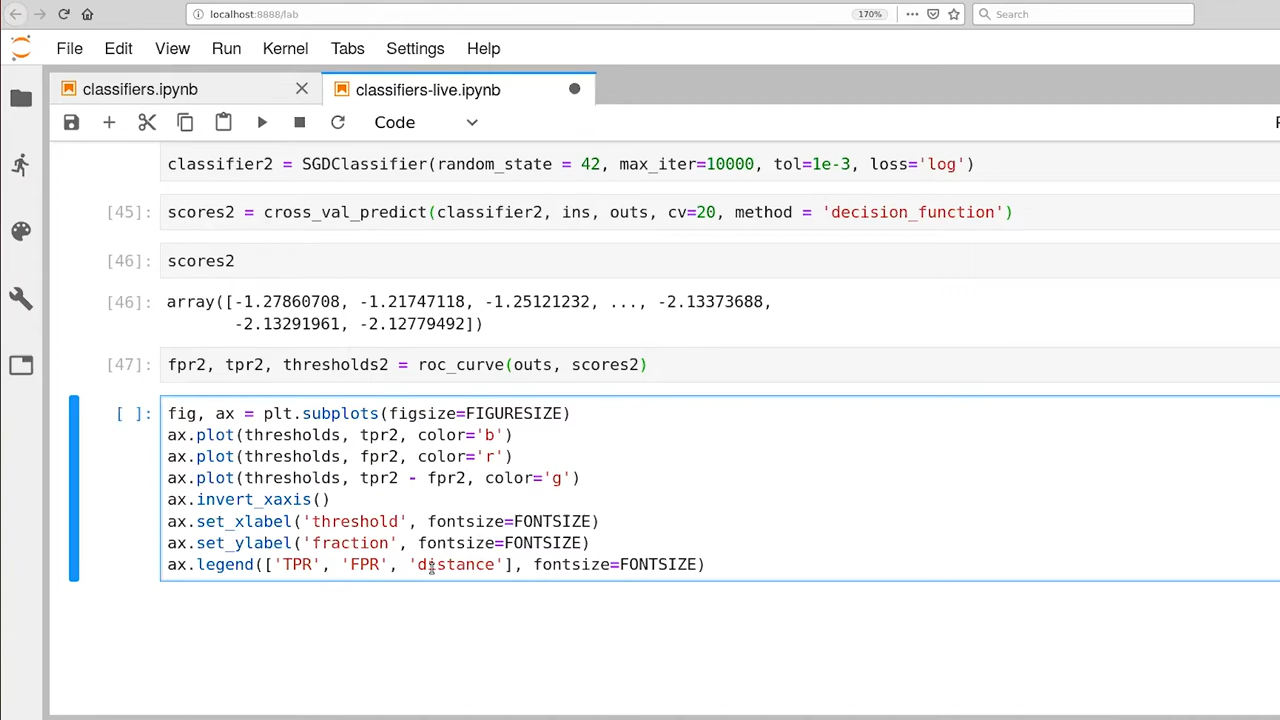 localhost:8888/lab
170%
Search
File Edit View Run Kernel Tabs Settings Help
classifiers.ipynb
classifiers-live.ipynb
Code
classifier2 = SGDClassifier(random_state = 42, max_iter=10000, tol=1e-3, loss='log')
[45]: scores2 = cross_val_predict(classifier2, ins, outs, cv=20, method = 'decision_function')
[46]: scores2
[46]: array([-1.27860708, -1.21747118, -1.25121232, ..., -2.13373688,
-2.13291961, -2.12779492])
[47]: fpr2, tpr2, thresholds2 = roc_curve(outs, scores2)
[ ]: fig, ax = plt.subplots(figsize=FIGURESIZE)
ax.plot(thresholds, tpr2, color='b')
ax.plot(thresholds, fpr2, color='r')
ax.plot(thresholds, tpr2 - fpr2, color='g')
ax.invert_xaxis()
ax.set_xlabel('threshold', fontsize=FONTSIZE)
ax.set_ylabel('fraction', fontsize=FONTSIZE)
ax.legend(['TPR', 'FPR', 'distance'], fontsize=FONTSIZE)